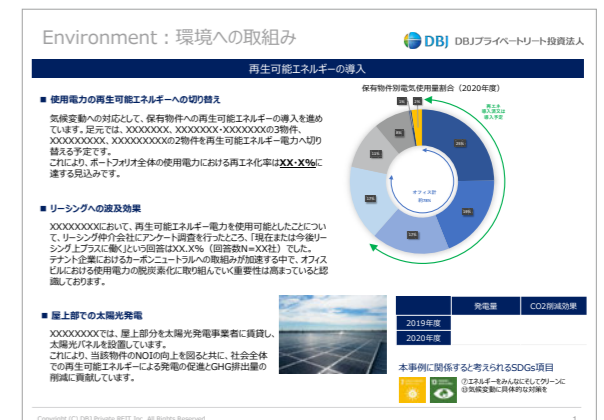 Environment：環境への取組み
DBJ DBJプライベートリート投資法人
再生可能エネルギーの導入
■ 使用電力の再生可能エネルギーへの切り替え
気候変動への対応として、保有物件への再生可能エネルギーの導入を進め
ています。足元では、XXXXXXX、XXXXXXX・XXXXXXXの3物件、
XXXXXXXXX、XXXXXXXXXの2物件を再生可能エネルギー電力へ切り
替える予定です。
これにより、ポートフォリオ全体の使用電力における再エネ化率はXX・X%に
達する見込みです。
保有物件別電気使用量割合（2020年度）
省エネ
導入済又は
導入予定
オフィス計
■ リーシングへの波及効果
XXXXXXXXにおいて、再生可能エネルギー電力を使用可能としたことについ
て、リーシング仲介会社にアンケート調査を行ったところ、「現在または今後リー
シング上プラスに働く」という回答はXX.X%（回答数N=XX社）でした。
テナント企業におけるカーボンニュートラルへの取組みが加速する中で、オフィス
ビルにおける使用電力の脱炭素化に取り組んでいく重要性は高まっていると認
識しております。
■ 屋上部での太陽光発電
XXXXXXXXでは、屋上部分を太陽光発電事業者に賃貸し、
太陽光パネルを設置しています。
これにより、当該物件のNOIの向上を図ると共に、社会全体
での再生可能エネルギーによる発電の促進とGHG排出量の
削減に貢献しています。
発電量 CO2削減効果
2019年度
2020年度
本事例に関係すると考えられるSDGs項目
⑦エネルギーをみんなにそしてクリーンに
⑬気候変動に具体的な対策を
Copyright (C) DBJ Private REIT Inc. All Rights Reserved.
1